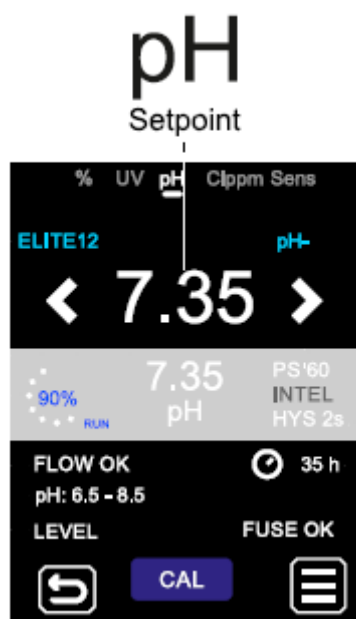 pH
Setpoint
% UV pH Clppm Sens
ELITE12 pH-
7.35
90% RUN 7.35 pH PS'60 INTEL HYS 2s
FLOW OK 35 h
pH: 6.5 - 8.5
LEVEL FUSE OK
CAL